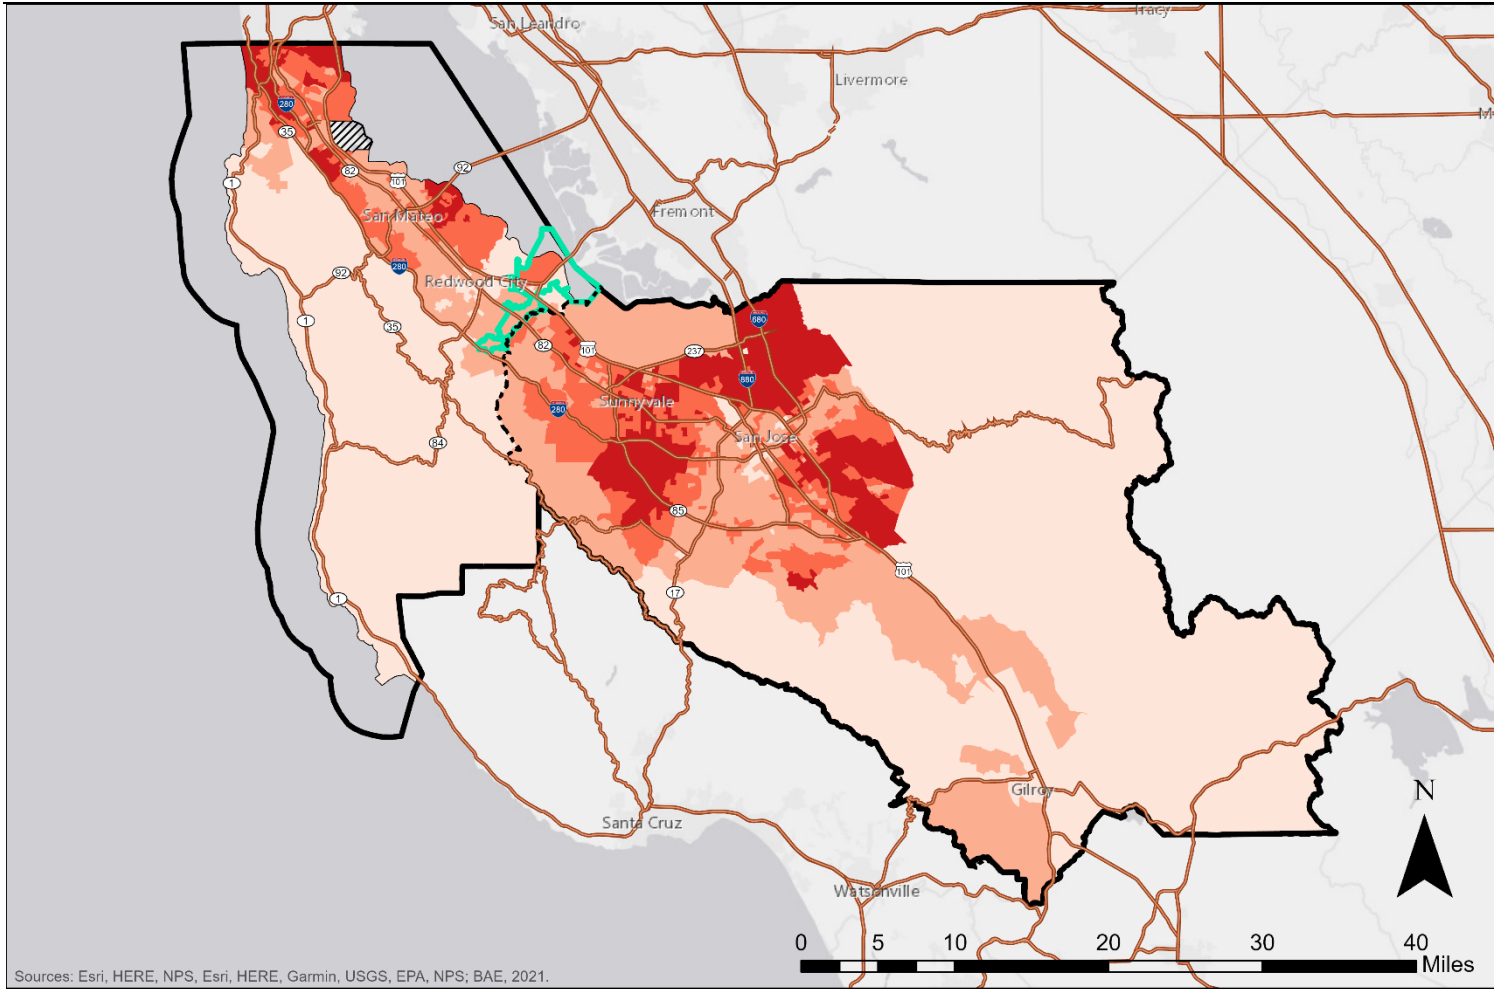 San Leandro
Tracy
Livermore
280
35
82
101
92
1
San Mateo
Fremont
92
280
Redwood City
1
35
82
101
237
680
880
280
Sunnyvale
San Jose
84
85
101
1
17
Gilroy
Santa Cruz
Watsonville
N
0 5 10 20 30 40
Miles
Sources: Esri, HERE, NPS, Esri, HERE, Garmin, USGS, EPA, NPS; BAE, 2021.